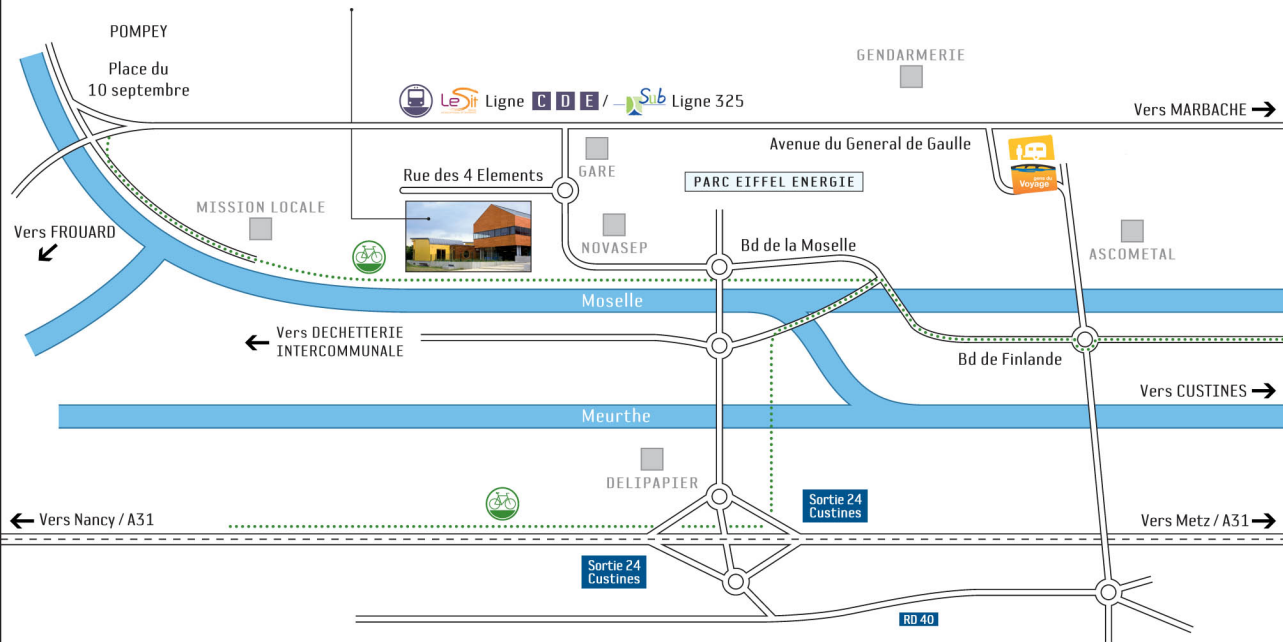 POMPEY
Place du
10 septembre
GENDARMERIE
LeSit Ligne C D E / Sub Ligne 325
Vers MARBACHE
Avenue du General de Gaulle
GARE
Rue des 4 Elements
PARC EIFFEL ENERGIE
Voyage
MISSION LOCALE
Vers FROUARD
NOVASEP
Bd de la Moselle
ASCOMETAL
Moselle
Vers DECHETTERIE
INTERCOMMUNALE
Bd de Finlande
Vers CUSTINES
Meurthe
DELIPAPIER
Sortie 24
Custines
Vers Nancy / A31
Vers Metz / A31
Sortie 24
Custines
RD 40